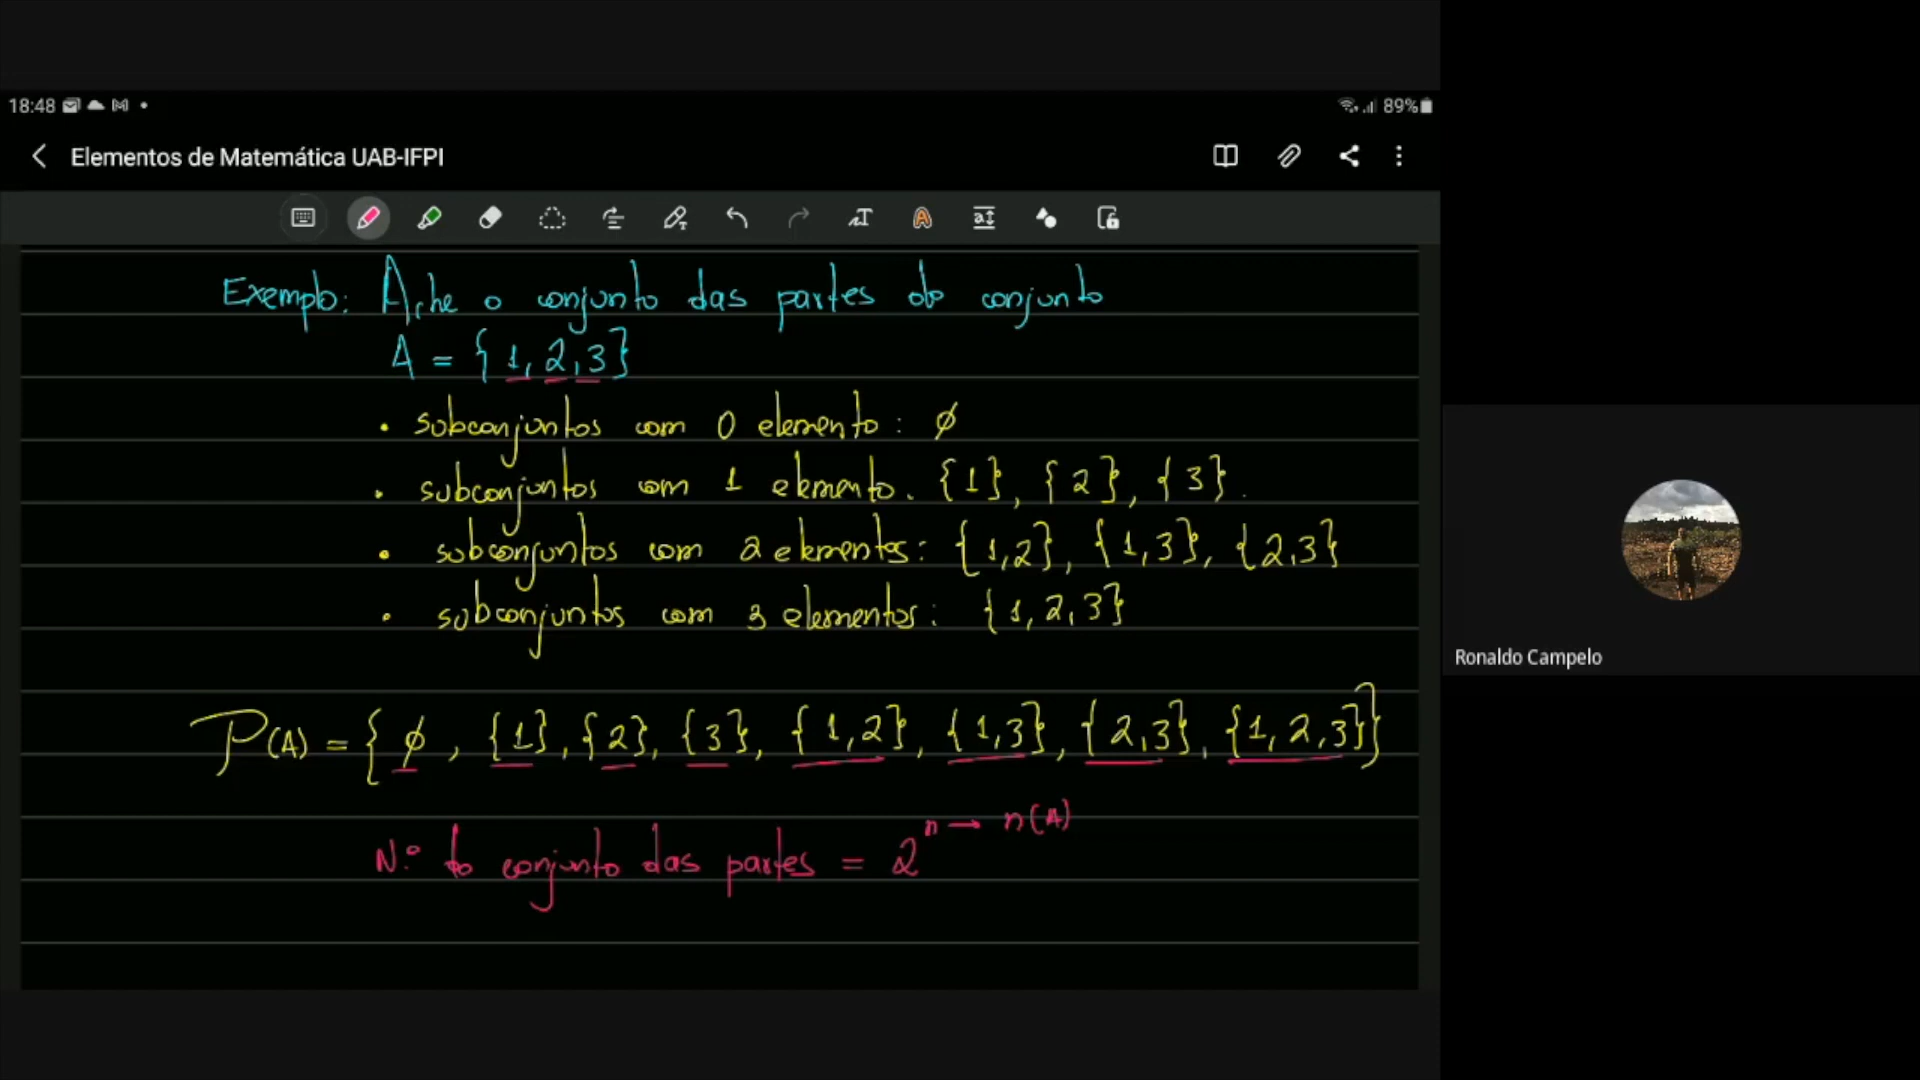 18:48
89%
Elementos de Matemática UAB-IFPI
Exemplo: Ache o conjunto das partes do conjunto
A = {1, 2, 3}
• subconjuntos com 0 elemento: ∅
• subconjuntos com 1 elemento. {1}, {2}, {3}.
• subconjuntos com 2 elementos: {1,2}, {1,3}, {2,3}
• subconjuntos com 3 elementos: {1, 2, 3}
P(A) = {∅, {1}, {2}, {3}, {1,2}, {1,3}, {2,3}, {1, 2, 3}}
N.º do conjunto das partes = 2ⁿ → n(A)
Ronaldo Campelo